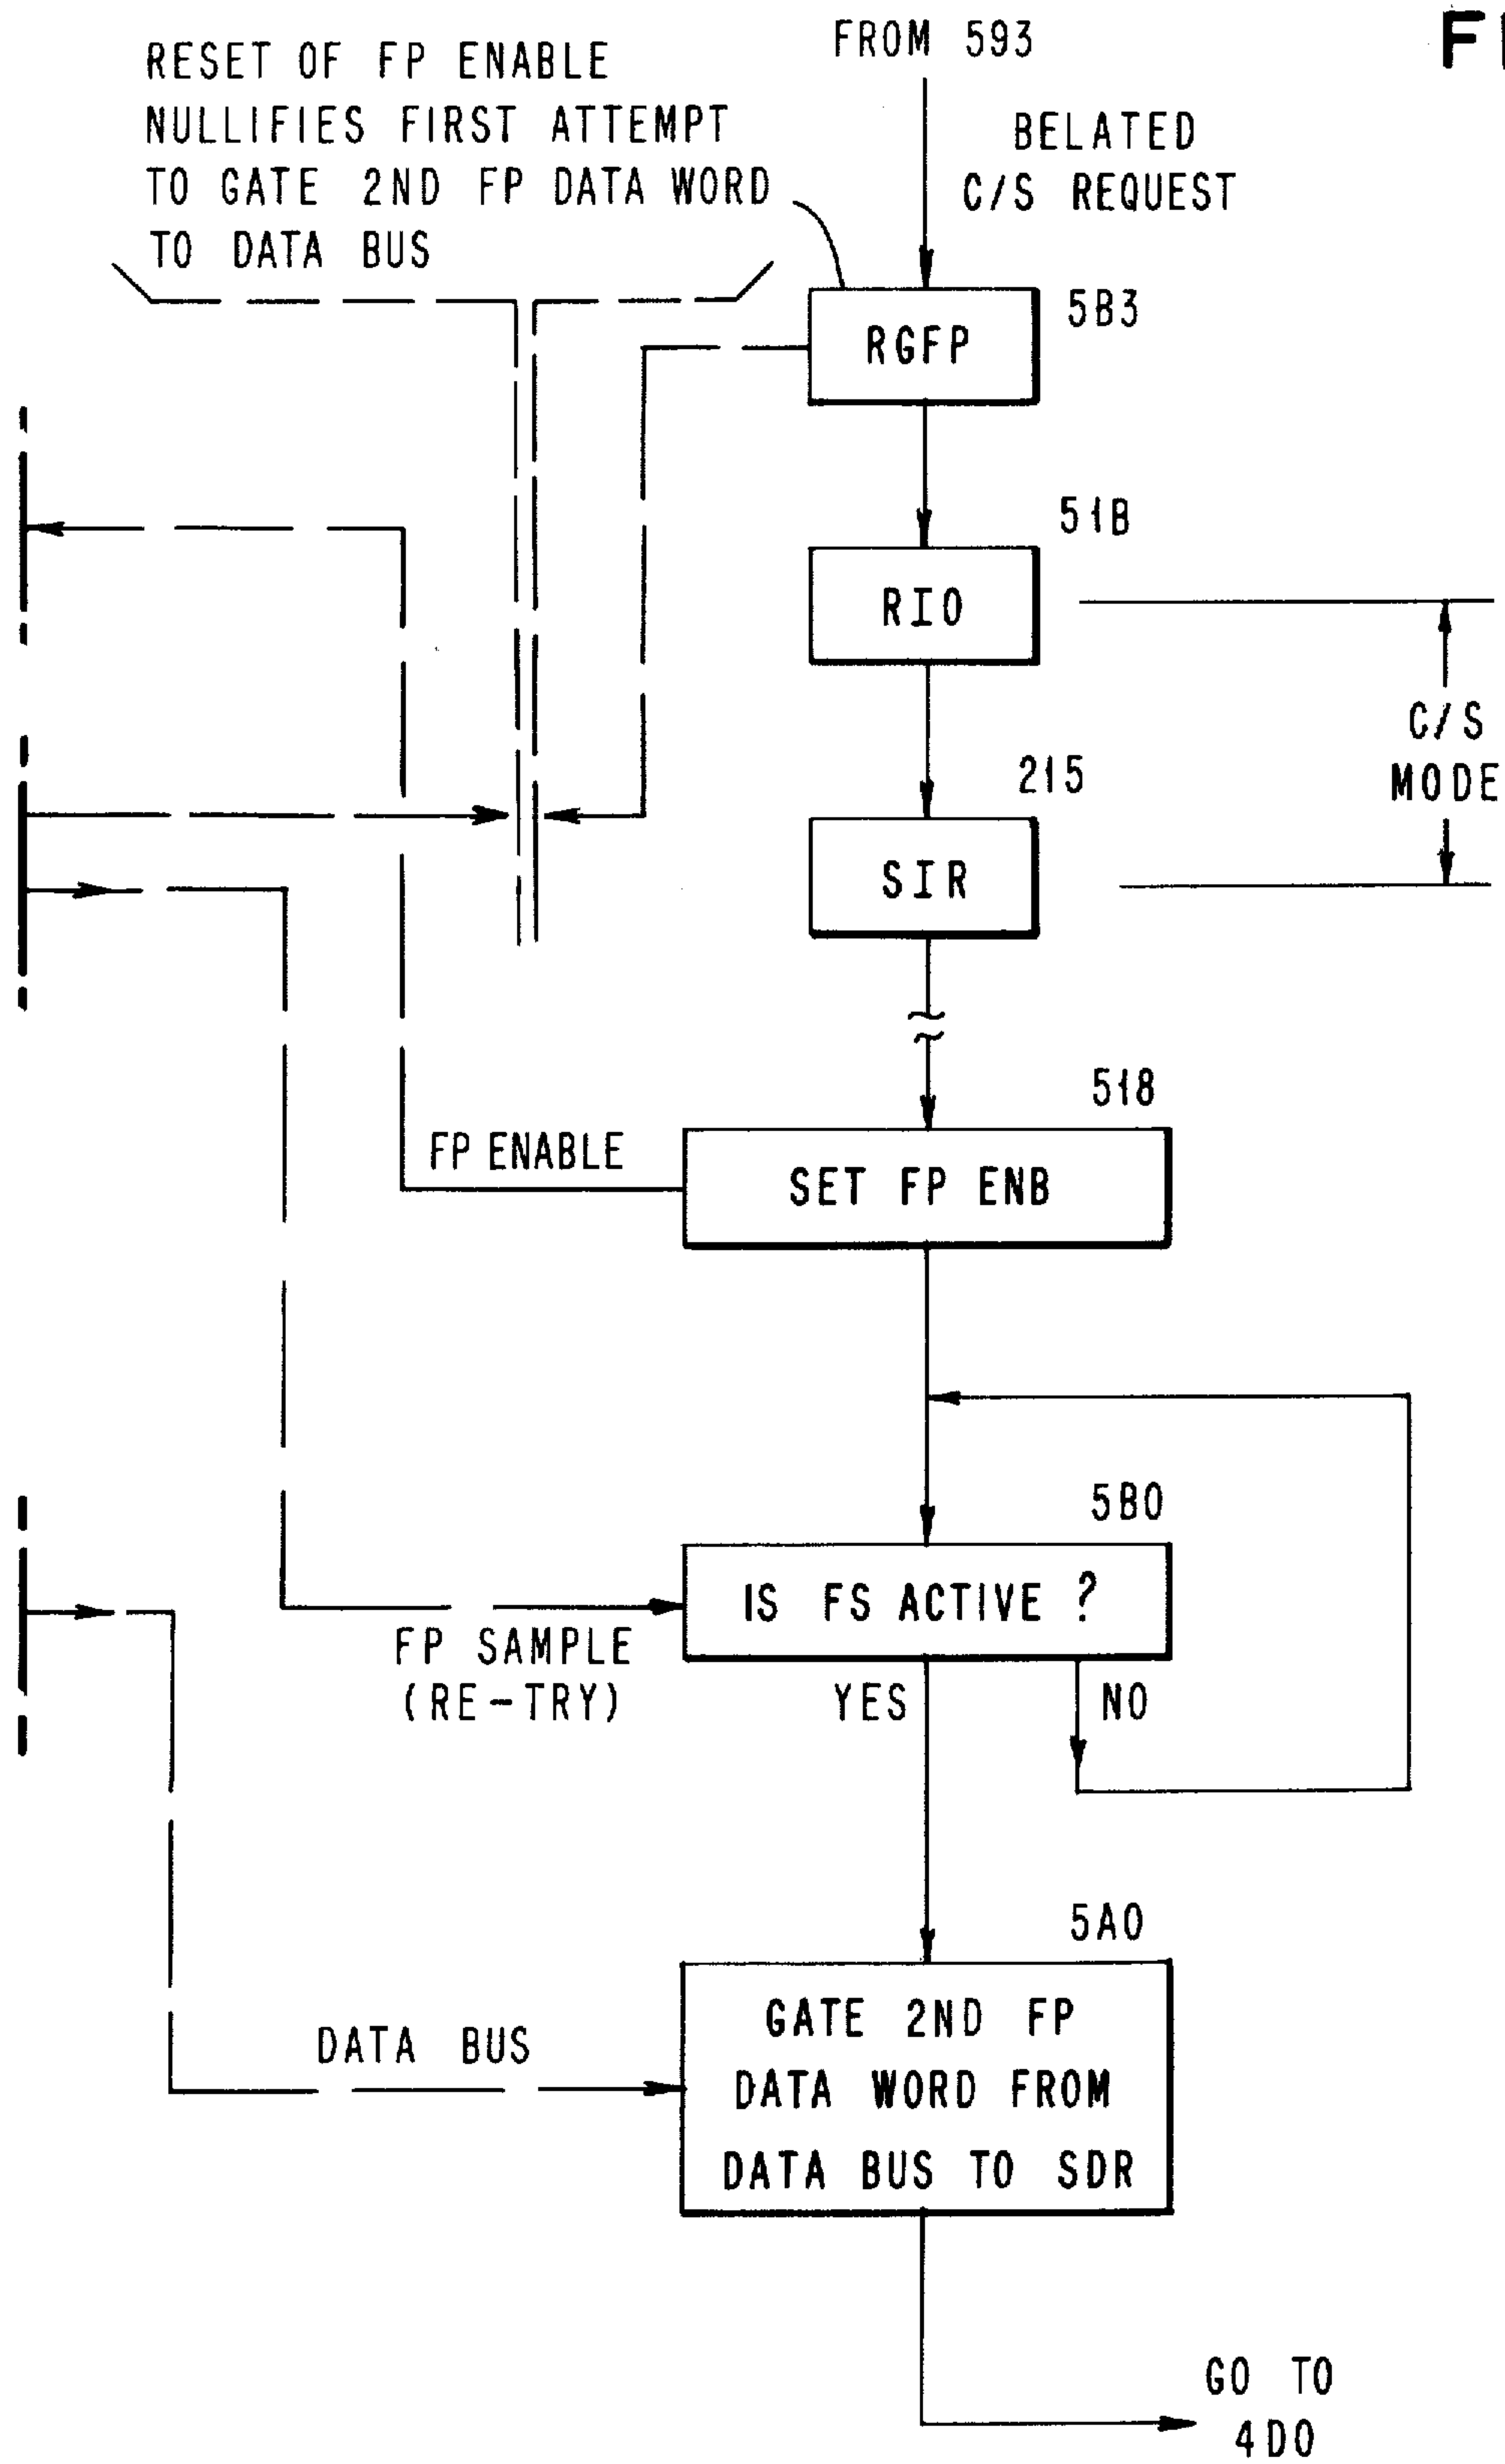 RESET OF FP ENABLE
NULLIFIES FIRST ATTEMPT
TO GATE 2ND FP DATA WORD
TO DATA BUS
FROM 593
BELATED
C/S REQUEST
5B3
RGFP
51B
RIO
C/S
MODE
215
SIR
518
FP ENABLE
SET FP ENB
5B0
IS FS ACTIVE ?
FP SAMPLE
(RE-TRY)
YES
NO
5A0
GATE 2ND FP
DATA WORD FROM
DATA BUS TO SDR
DATA BUS
GO TO
4D0